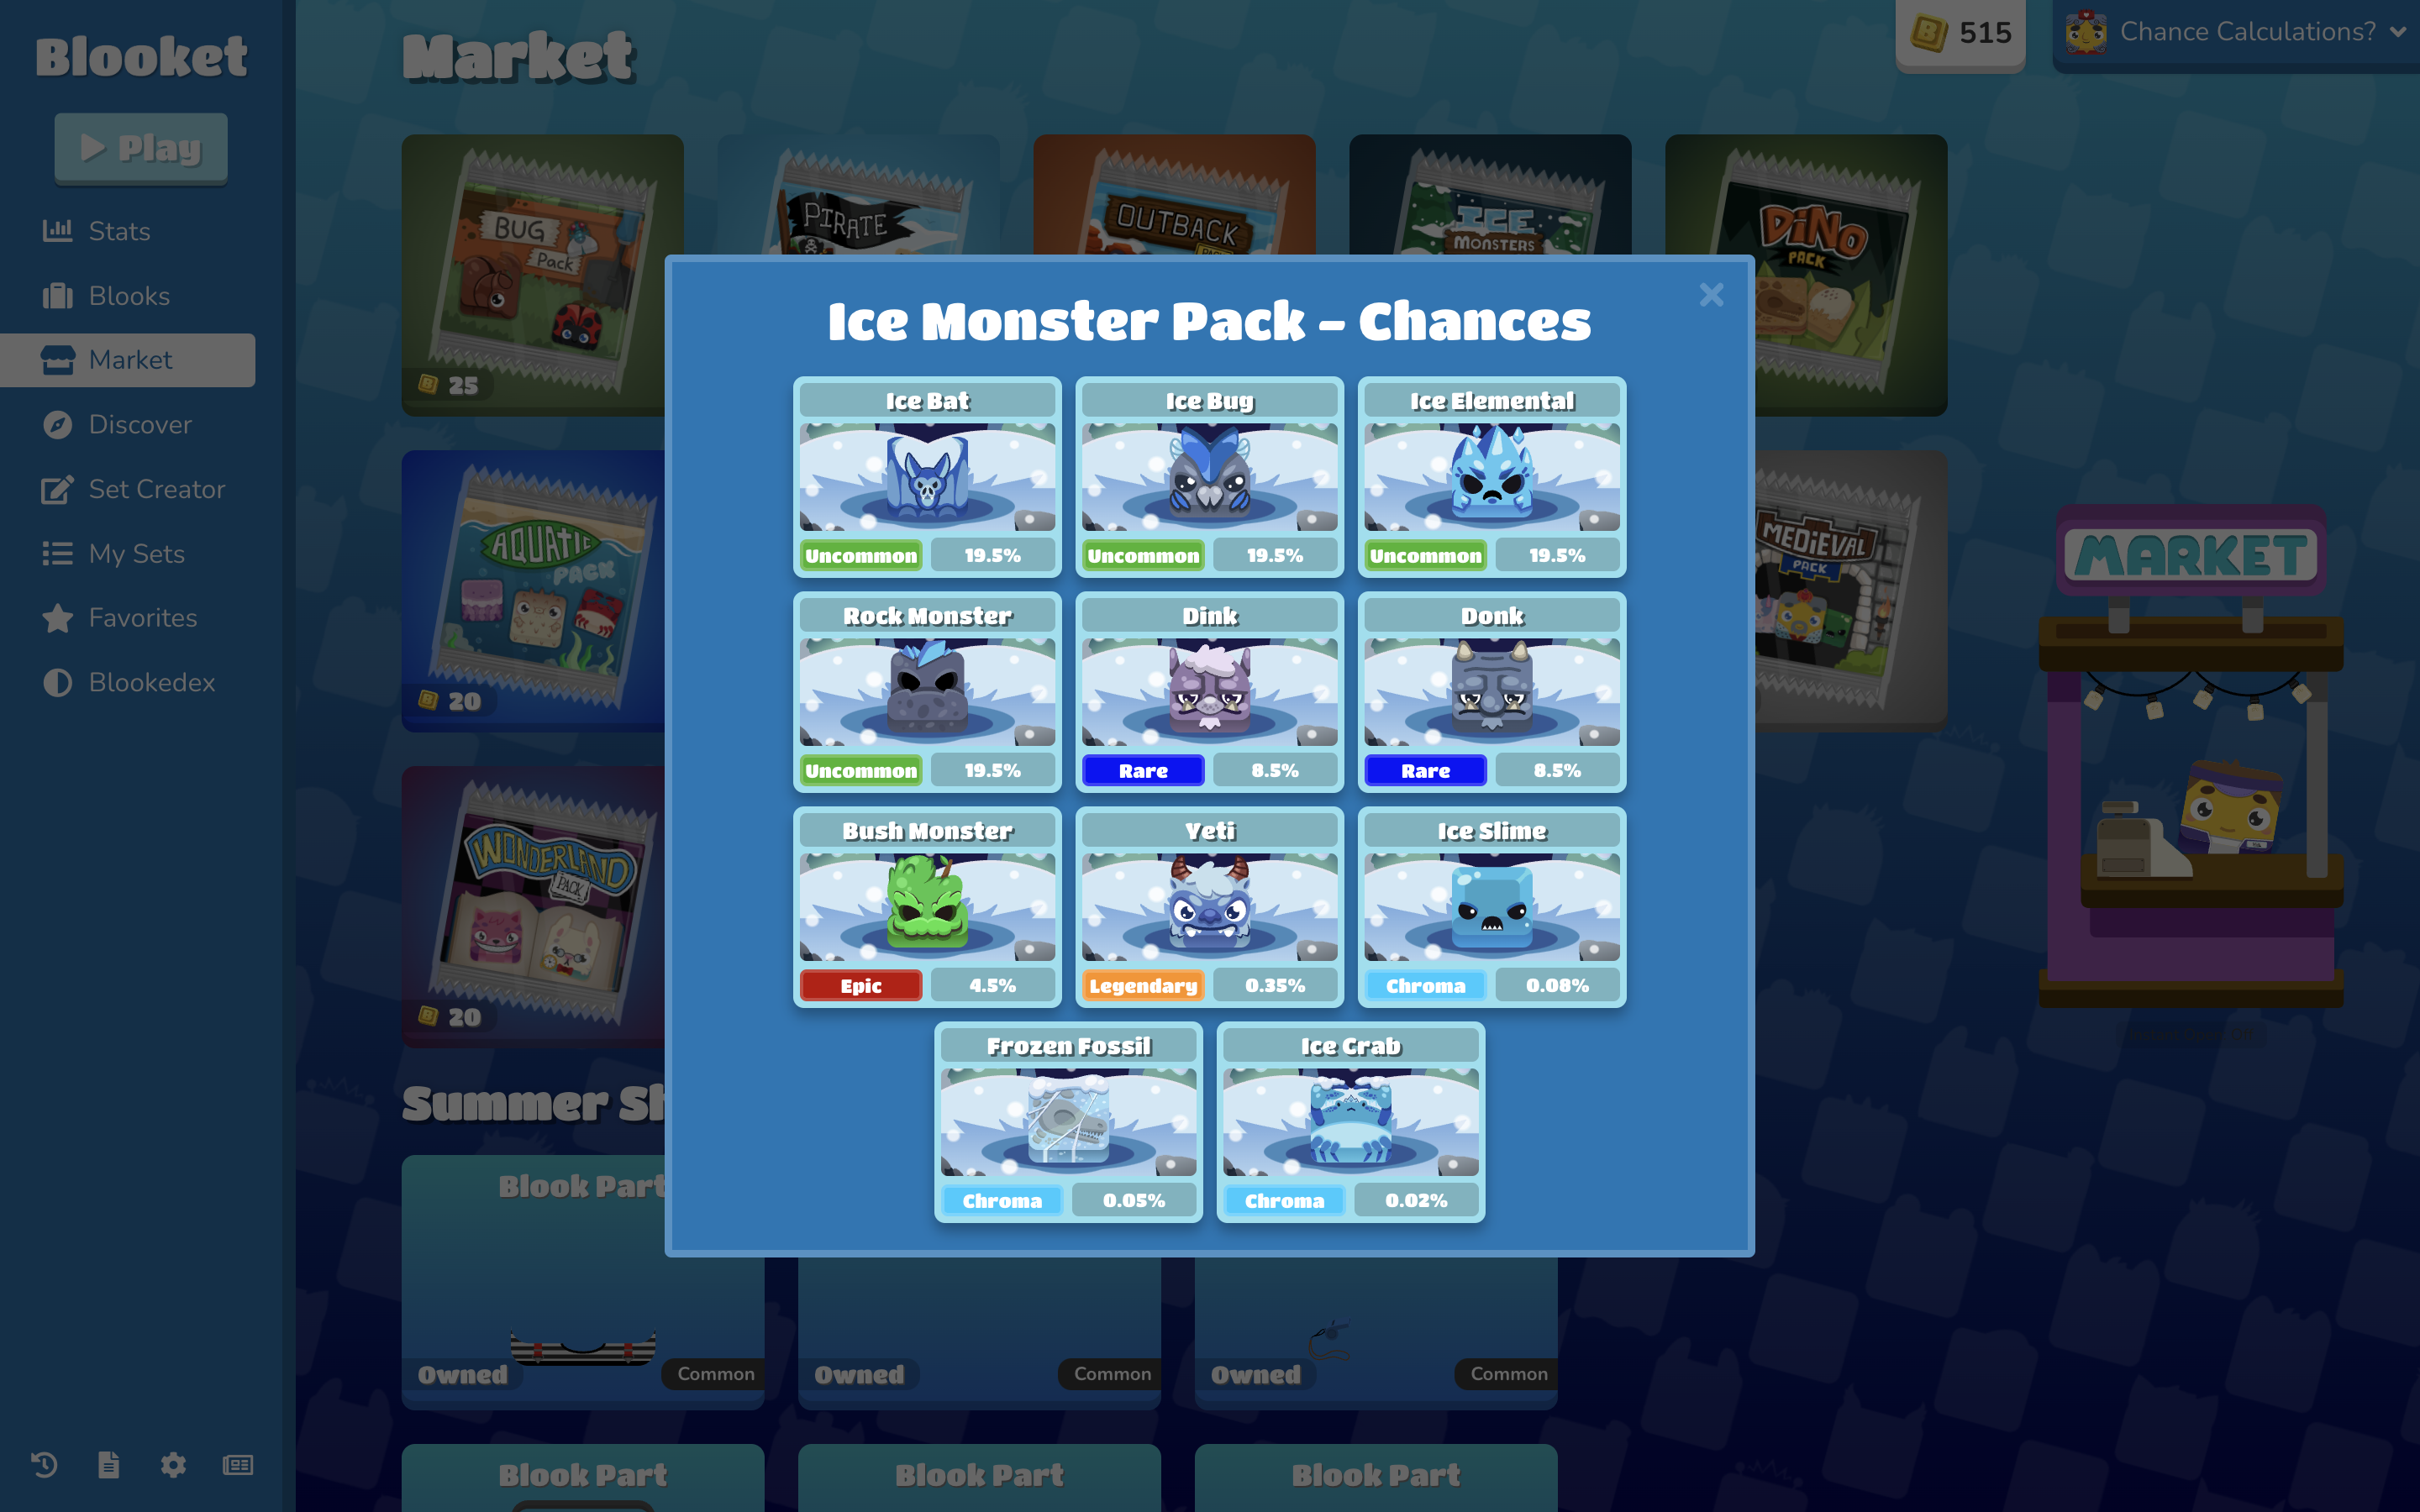 Blooket
Play
Stats
Blooks
Market
Discover
Set Creator
My Sets
Favorites
Blookedex
Market
515
Chance Calculations?
BUG
Pack
25
PIRATE
OUTBACK
ICE
MONSTERS
DINO
PACK
AQUATIC
PACK
20
MEDIEVAL
PACK
WONDERLAND
PACK
20
MARKET
Ice Monster Pack - Chances
Ice Bat
Uncommon 19.5%
Ice Bug
Uncommon 19.5%
Ice Elemental
Uncommon 19.5%
Rock Monster
Uncommon 19.5%
Dink
Rare 8.5%
Donk
Rare 8.5%
Bush Monster
Epic 4.5%
Yeti
Legendary 0.35%
Ice Slime
Chroma 0.08%
Frozen Fossil
Chroma 0.05%
Ice Crab
Chroma 0.02%
Summer
Blook Part
Owned
Common
Owned
Common
Owned
Common
Blook Part
Blook Part
Blook Part